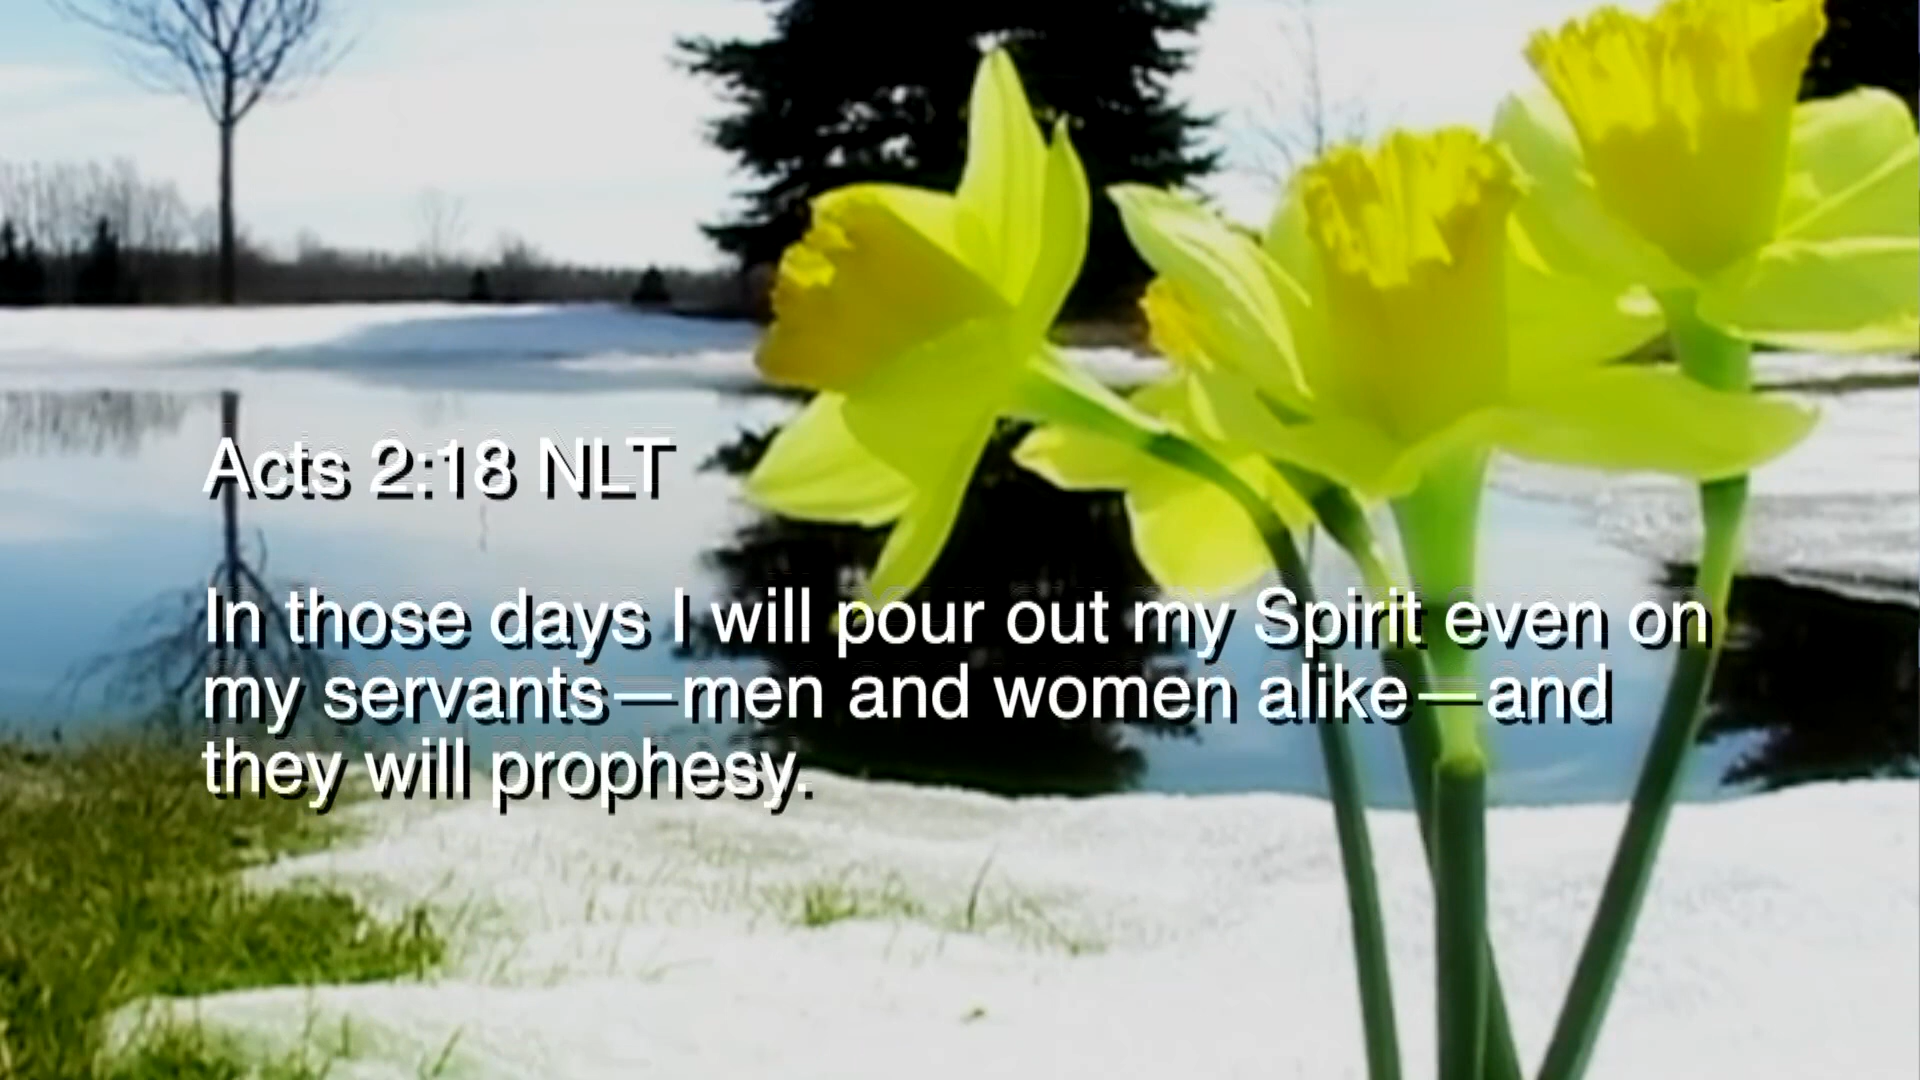 Acts 2:18 NLT
In those days I will pour out my Spirit even on
my servants—men and women alike—and
they will prophesy.